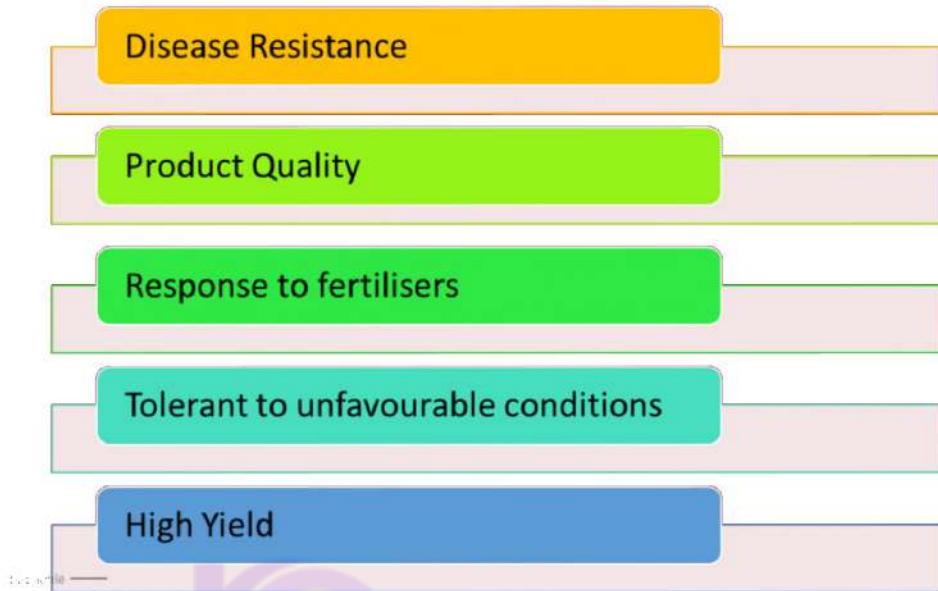 Disease Resistance
Product Quality
Response to fertilisers
Tolerant to unfavourable conditions
High Yield